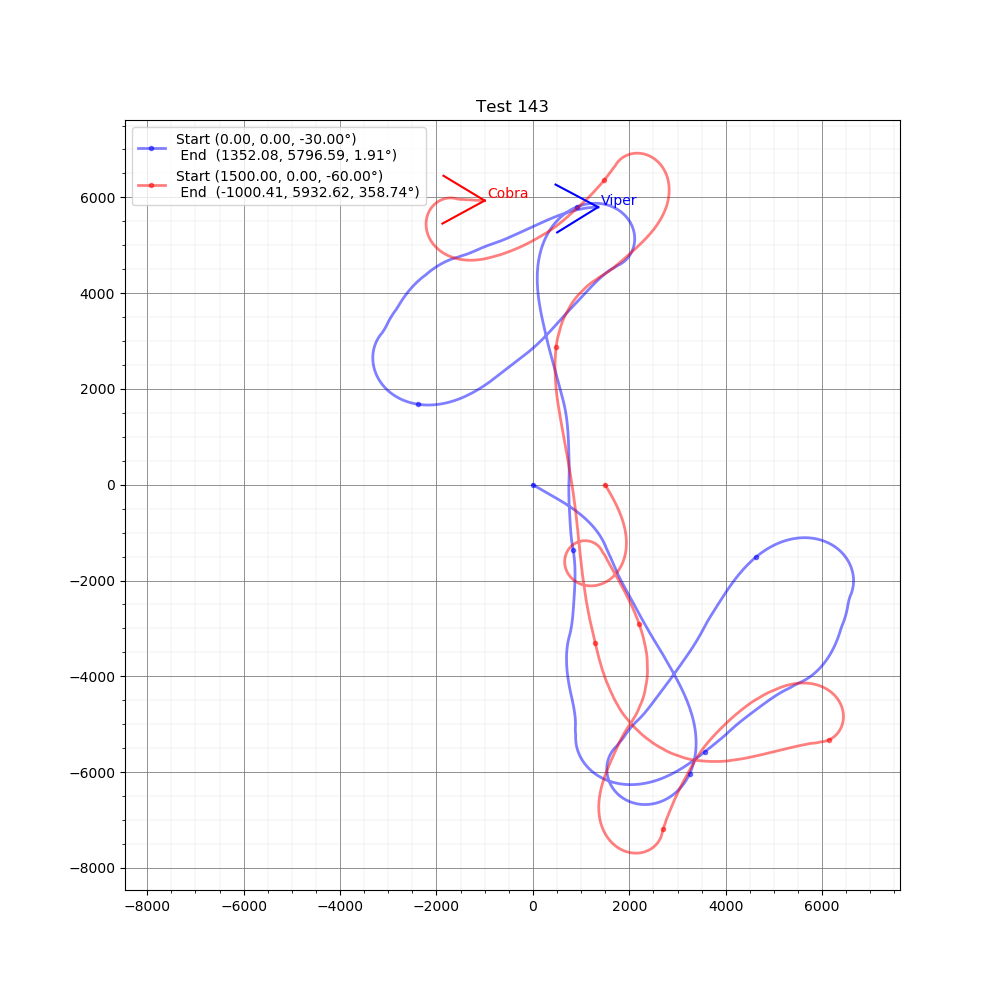 Test 143
Start (0.00, 0.00, -30.00°)
End  (1352.08, 5796.59, 1.91°)
Start (1500.00, 0.00, -60.00°)
End  (-1000.41, 5932.62, 358.74°)
Cobra
Viper
6000
4000
2000
0
−2000
−4000
−6000
−8000
−8000 −6000 −4000 −2000 0 2000 4000 6000